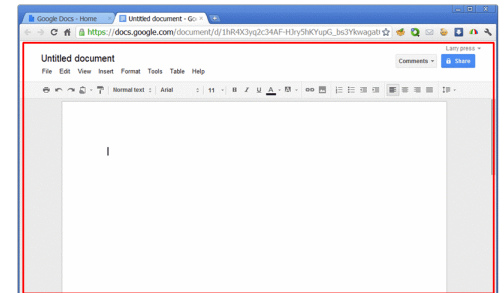 Google Docs - Home
Untitled document - Go
https://docs.google.com/document/d/1hR4X3yq2c34AF-H3ry5hKYupG_bs3Ykwagati
Larry press
Untitled document
Comments
Share
File Edit View Insert Format Tools Table Help
Normal text Arial 11 B I U A